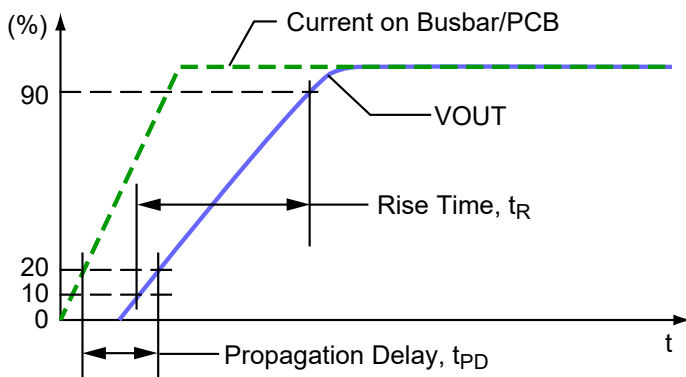 (%)
Current on Busbar/PCB
90
VOUT
Rise Time, tR
20
10
0
t
Propagation Delay, tPD